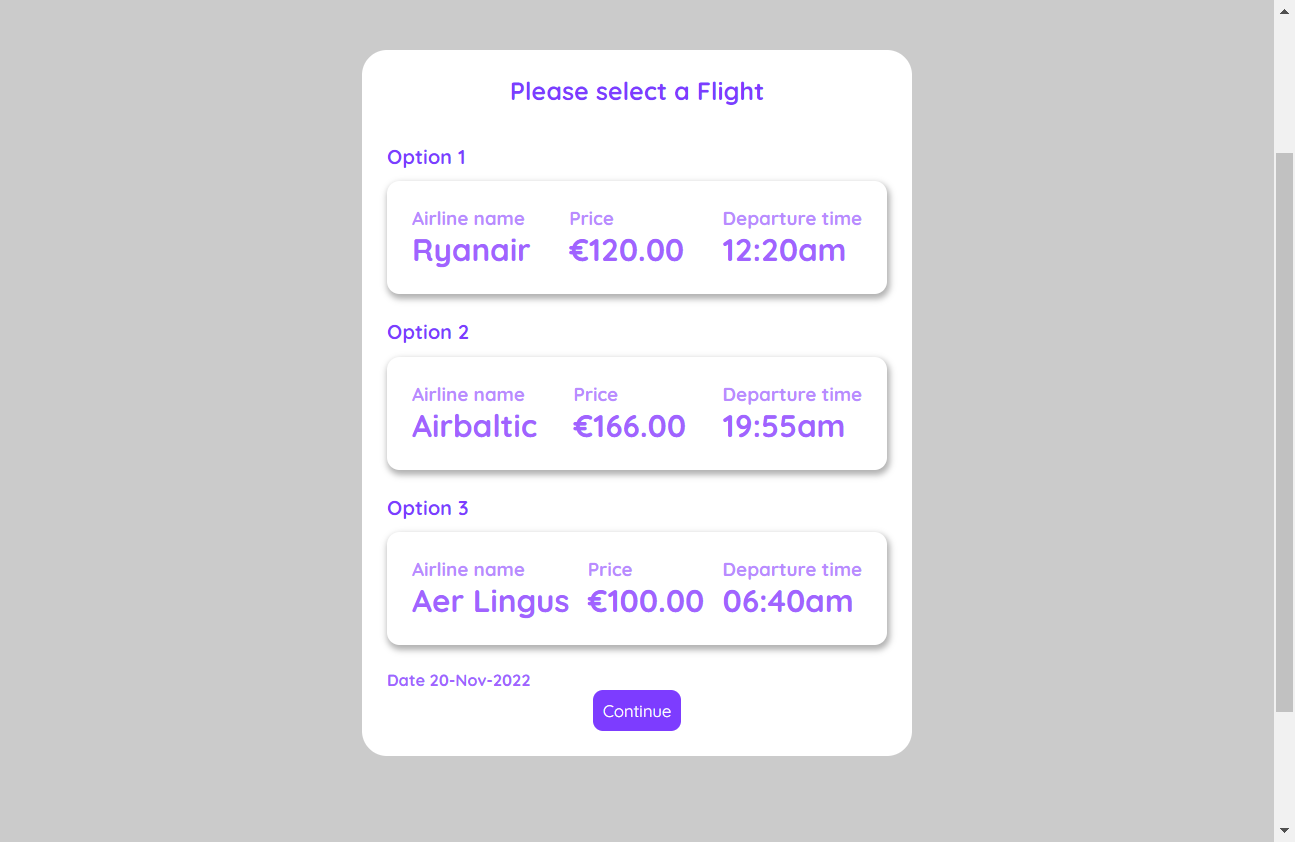 Please select a Flight
Option 1
Airline name Price Departure time
Ryanair €120.00 12:20am
Option 2
Airline name Price Departure time
Airbaltic €166.00 19:55am
Option 3
Airline name Price Departure time
Aer Lingus €100.00 06:40am
Date 20-Nov-2022
Continue